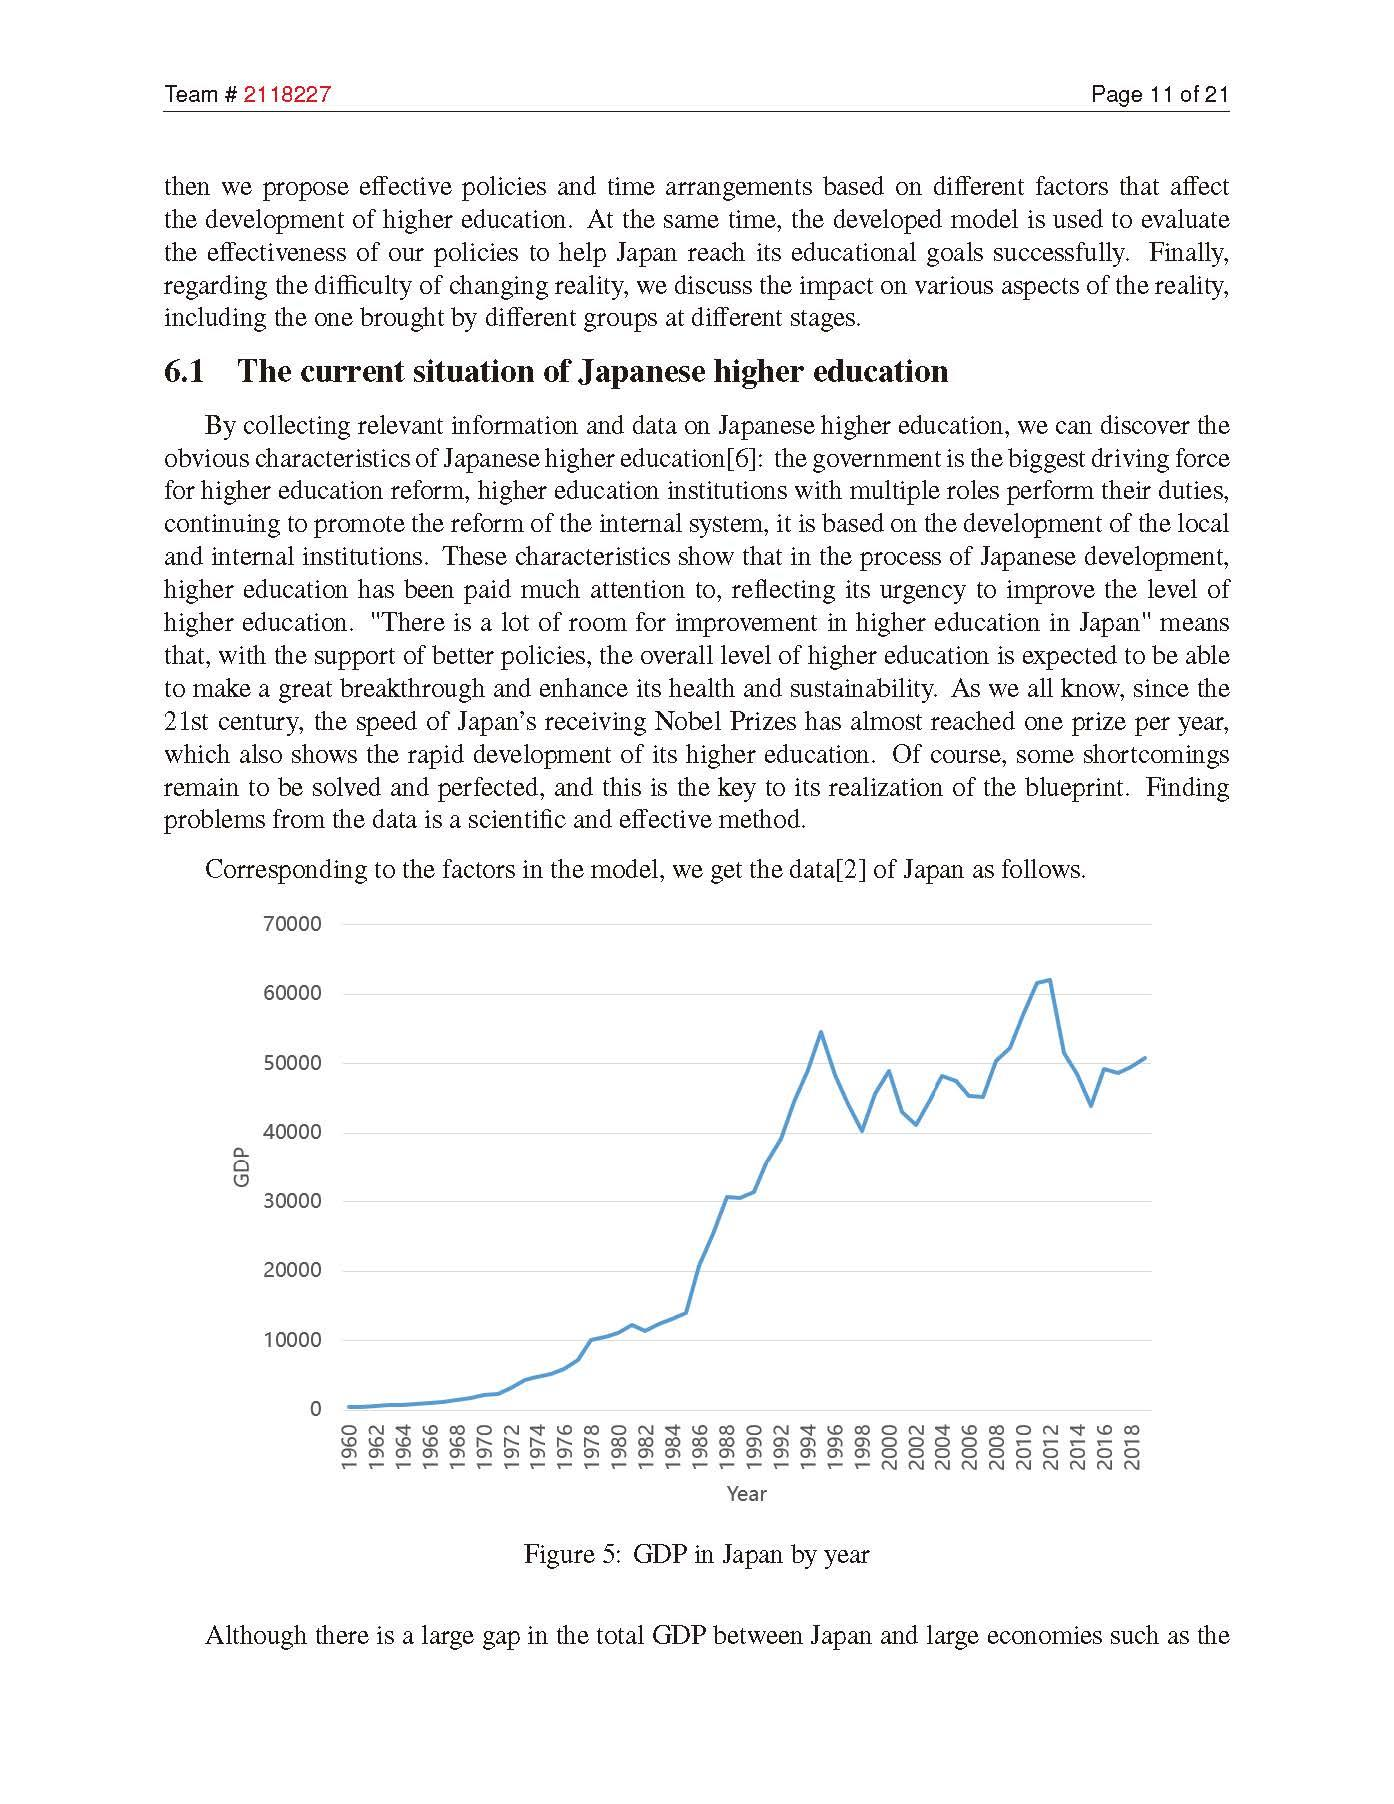 Team # 2118227 Page 11 of 21
then we propose effective policies and time arrangements based on different factors that affect
the development of higher education. At the same time, the developed model is used to evaluate
the effectiveness of our policies to help Japan reach its educational goals successfully. Finally,
regarding the difficulty of changing reality, we discuss the impact on various aspects of the reality,
including the one brought by different groups at different stages.
6.1 The current situation of Japanese higher education
By collecting relevant information and data on Japanese higher education, we can discover the
obvious characteristics of Japanese higher education[6]: the government is the biggest driving force
for higher education reform, higher education institutions with multiple roles perform their duties,
continuing to promote the reform of the internal system, it is based on the development of the local
and internal institutions. These characteristics show that in the process of Japanese development,
higher education has been paid much attention to, reflecting its urgency to improve the level of
higher education. "There is a lot of room for improvement in higher education in Japan" means
that, with the support of better policies, the overall level of higher education is expected to be able
to make a great breakthrough and enhance its health and sustainability. As we all know, since the
21st century, the speed of Japan's receiving Nobel Prizes has almost reached one prize per year,
which also shows the rapid development of its higher education. Of course, some shortcomings
remain to be solved and perfected, and this is the key to its realization of the blueprint. Finding
problems from the data is a scientific and effective method.
Corresponding to the factors in the model, we get the data[2] of Japan as follows.
70000
60000
50000
40000
GDP
30000
20000
10000
0
1960 1962 1964 1966 1968 1970 1972 1974 1976 1978 1980 1982 1984 1986 1988 1990 1992 1994 1996 1998 2000 2002 2004 2006 2008 2010 2012 2014 2016 2018
Year
Figure 5: GDP in Japan by year
Although there is a large gap in the total GDP between Japan and large economies such as the